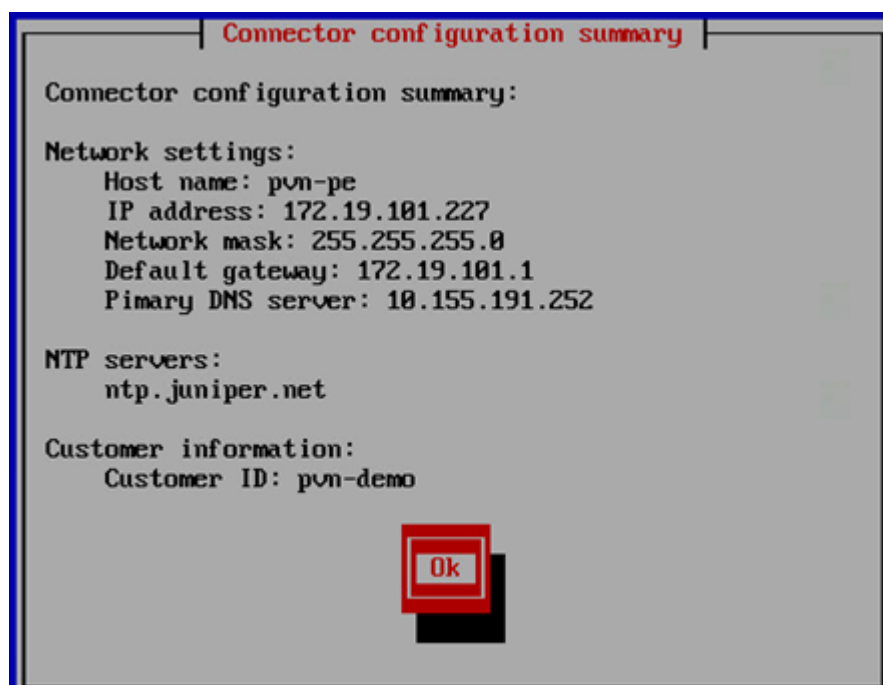 Connector configuration summary
Connector configuration summary:
Network settings:
Host name: pvn-pe
IP address: 172.19.101.227
Network mask: 255.255.255.0
Default gateway: 172.19.101.1
Pimary DNS server: 10.155.191.252
NTP servers:
ntp.juniper.net
Customer information:
Customer ID: pvn-demo
Ok